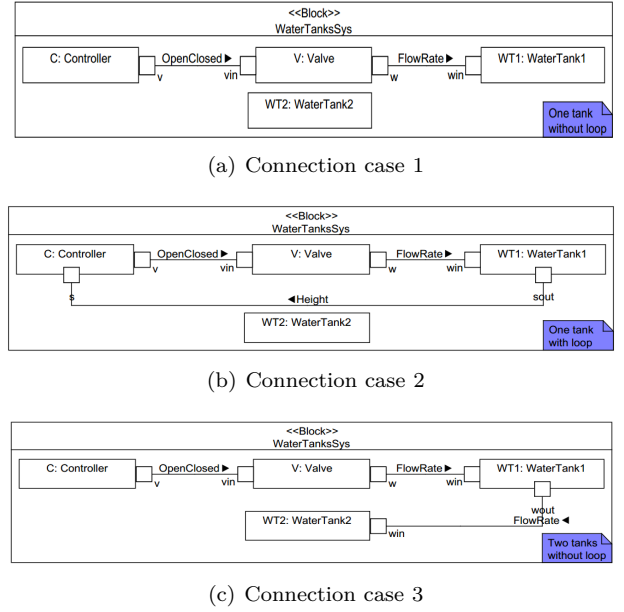 <<Block>>
WaterTanksSys
C: Controller
OpenClosed ▶
V: Valve
FlowRate ▶
WT1: WaterTank1
v
vin
w
win
WT2: WaterTank2
One tank
without loop
(a) Connection case 1
<<Block>>
WaterTanksSys
C: Controller
OpenClosed ▶
V: Valve
FlowRate ▶
WT1: WaterTank1
v
vin
w
win
s
◀Height
sout
WT2: WaterTank2
One tank
with loop
(b) Connection case 2
<<Block>>
WaterTanksSys
C: Controller
OpenClosed ▶
V: Valve
FlowRate ▶
WT1: WaterTank1
v
vin
w
win
wout
WT2: WaterTank2
FlowRate ◀
win
Two tanks
without loop
(c) Connection case 3